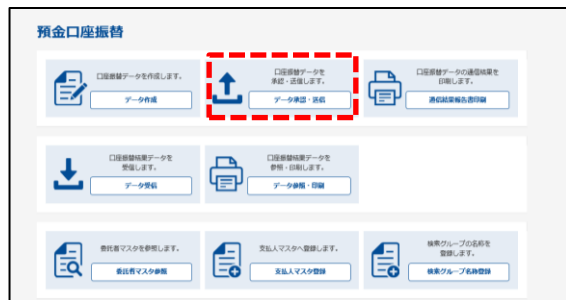 預金口座振替
口座振替データを作成します。
データ作成
口座振替データを
承認・送信します。
データ承認・送信
口座振替データの通信結果を
印刷します。
通信結果報告書印刷
口座振替結果データを
受信します。
データ受信
口座振替結果データを
参照・印刷します。
データ参照・印刷
委託者マスタを参照します。
委託者マスタ参照
支払人マスタへ登録します。
支払人マスタ登録
検索グループの名称を
登録します。
検索グループ名称登録